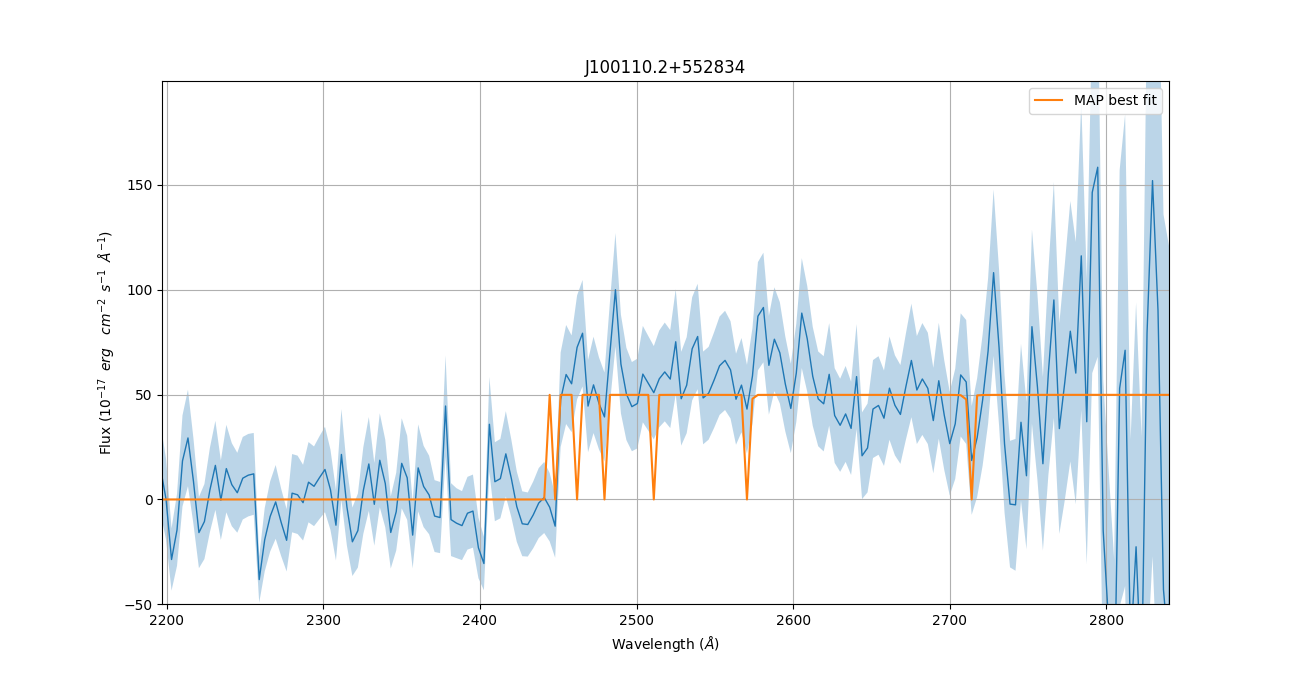 J100110.2+552834
MAP best fit
Flux (10⁻¹⁷ erg cm⁻² s⁻¹ Å⁻¹)
150
100
50
0
−50
2200 2300 2400 2500 2600 2700 2800
Wavelength (Å)